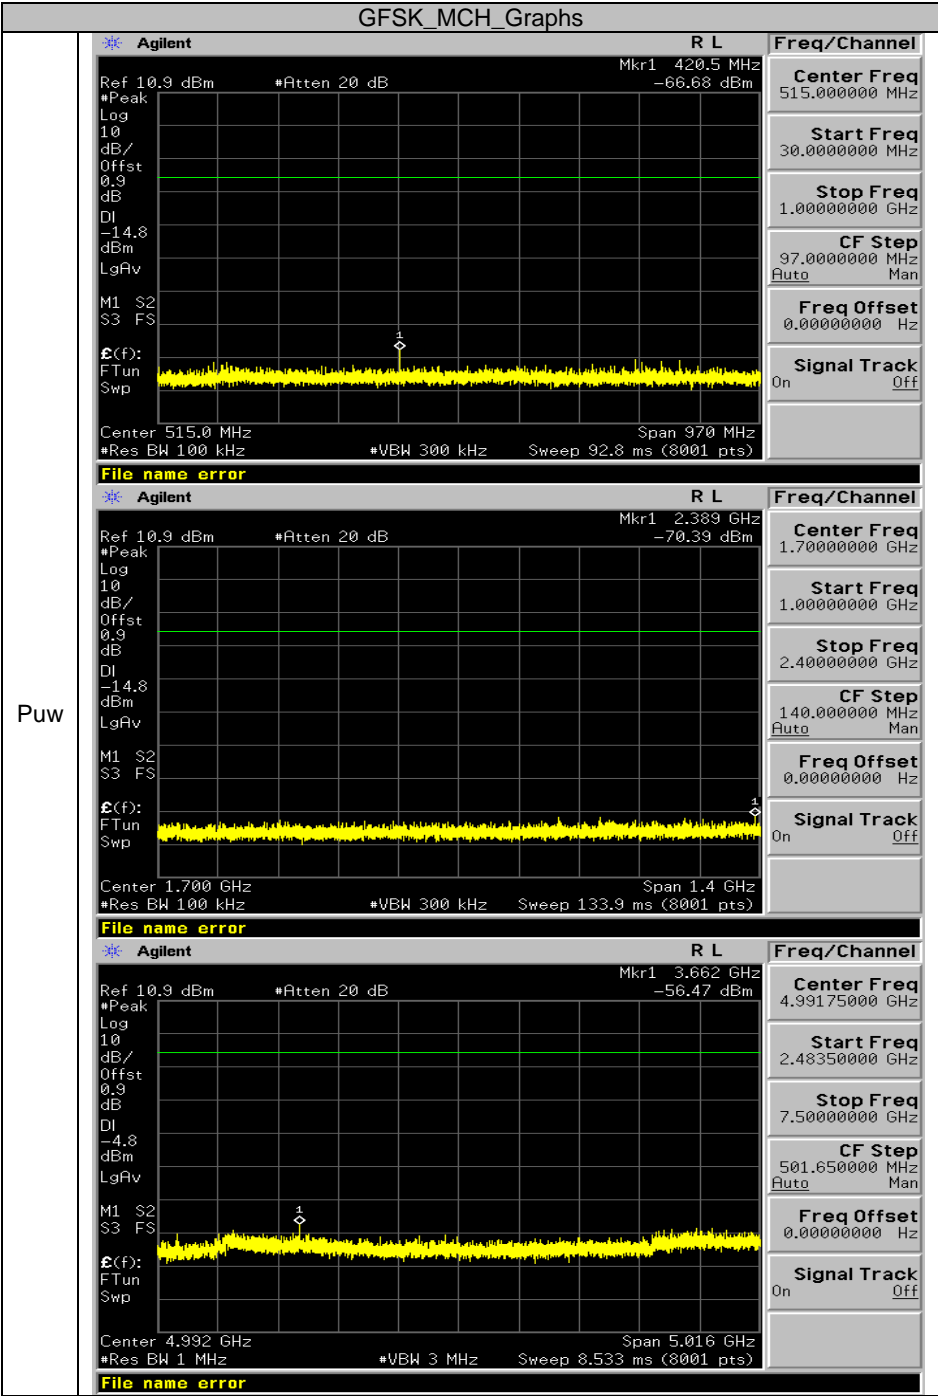 GFSK_MCH_Graphs
Puw
Agilent R L Freq/Channel
Mkr1 420.5 MHz
Ref 10.9 dBm #Atten 20 dB -66.68 dBm
#Peak
Log
10
dB/
Offst
0.9
dB
DI
-14.8
dBm
LgAv
M1 S2
S3 FS
£(f):
FTun
Swp
1
Center 515.0 MHz Span 970 MHz
#Res BW 100 kHz #VBW 300 kHz Sweep 92.8 ms (8001 pts)
File name error
Center Freq
515.000000 MHz
Start Freq
30.0000000 MHz
Stop Freq
1.00000000 GHz
CF Step
97.0000000 MHz
Auto Man
Freq Offset
0.00000000 Hz
Signal Track
On Off
Agilent R L Freq/Channel
Mkr1 2.389 GHz
Ref 10.9 dBm #Atten 20 dB -70.39 dBm
#Peak
Log
10
dB/
Offst
0.9
dB
DI
-14.8
dBm
LgAv
M1 S2
S3 FS
£(f):
FTun
Swp
1
Center 1.700 GHz Span 1.4 GHz
#Res BW 100 kHz #VBW 300 kHz Sweep 133.9 ms (8001 pts)
File name error
Center Freq
1.70000000 GHz
Start Freq
1.00000000 GHz
Stop Freq
2.40000000 GHz
CF Step
140.000000 MHz
Auto Man
Freq Offset
0.00000000 Hz
Signal Track
On Off
Agilent R L Freq/Channel
Mkr1 3.662 GHz
Ref 10.9 dBm #Atten 20 dB -56.47 dBm
#Peak
Log
10
dB/
Offst
0.9
dB
DI
-4.8
dBm
LgAv
M1 S2
S3 FS
£(f):
FTun
Swp
1
Center 4.992 GHz Span 5.016 GHz
#Res BW 1 MHz #VBW 3 MHz Sweep 8.533 ms (8001 pts)
File name error
Center Freq
4.99175000 GHz
Start Freq
2.48350000 GHz
Stop Freq
7.50000000 GHz
CF Step
501.650000 MHz
Auto Man
Freq Offset
0.00000000 Hz
Signal Track
On Off